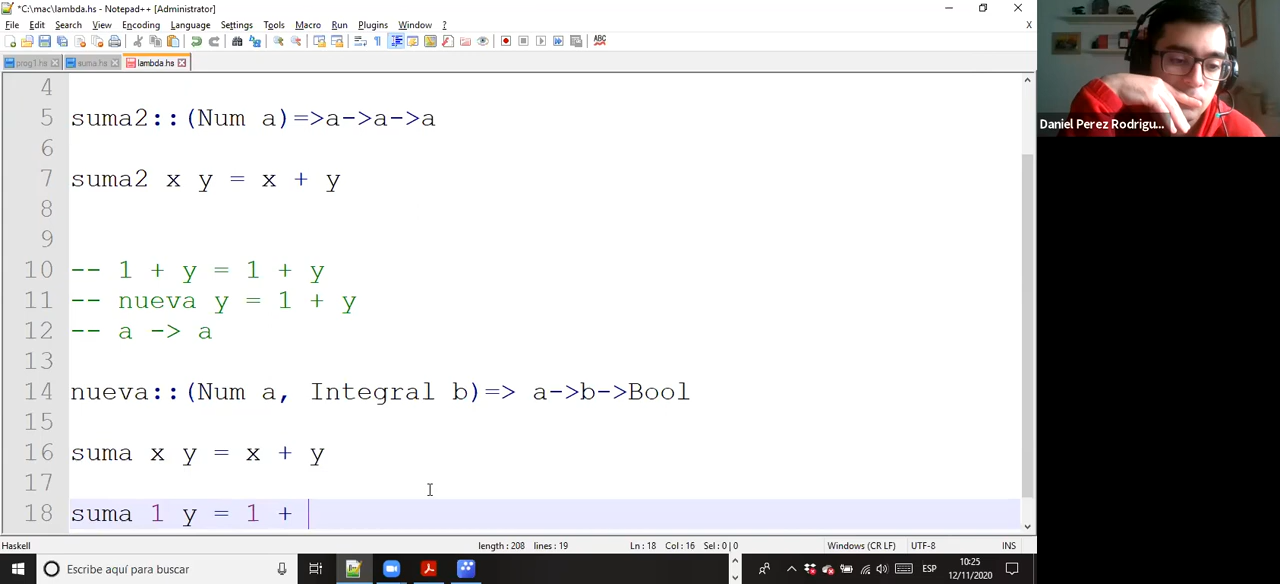 *C:\mac\lambda.hs - Notepad++ [Administrator]
File Edit Search View Encoding Language Settings Tools Macro Run Plugins Window ?
X
prog1.hs suma.hs lambda.hs
4
5 suma2::(Num a)=>a->a->a
6
7 suma2 x y = x + y
8
9
10 -- 1 + y = 1 + y
11 -- nueva y = 1 + y
12 -- a -> a
13
14 nueva::(Num a, Integral b)=> a->b->Bool
15
16 suma x y = x + y
17
18 suma 1 y = 1 +
Haskell length : 208 lines : 19 Ln : 18 Col : 16 Sel : 0 | 0 Windows (CR LF) UTF-8 INS
Escribe aquí para buscar ESP 10:25
12/11/2020
Daniel Perez Rodrigu...